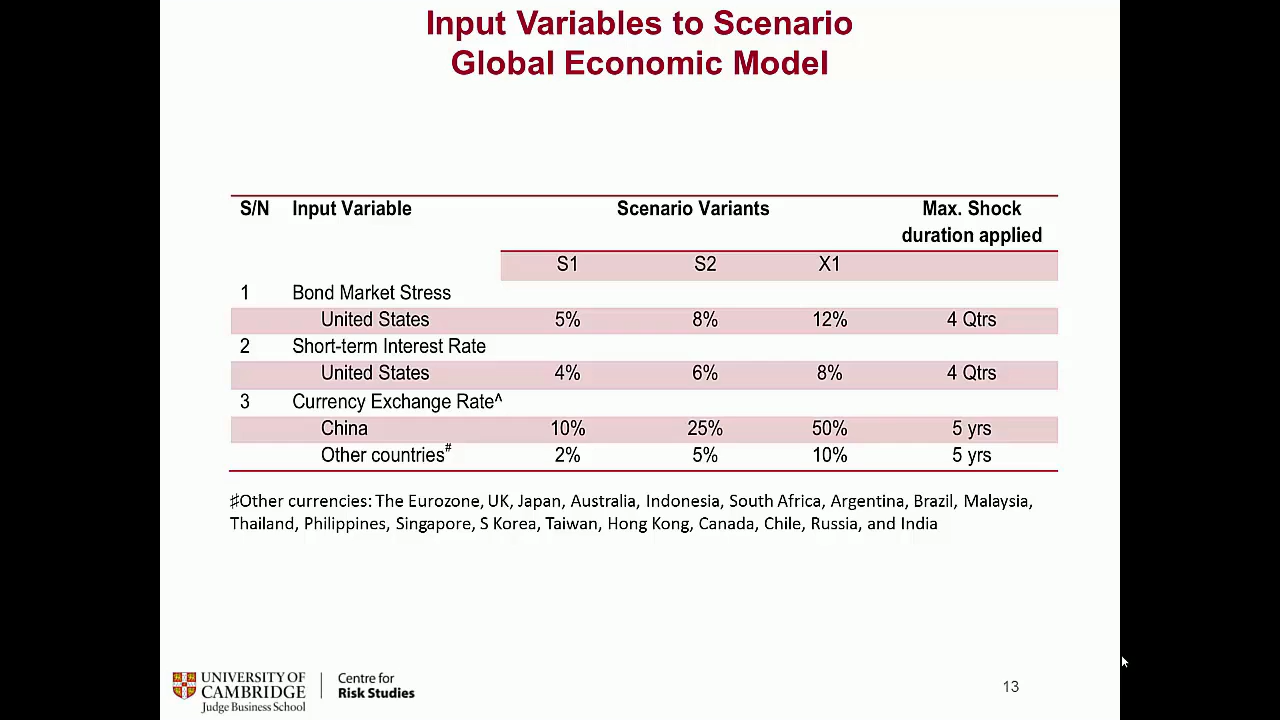 Input Variables to Scenario
Global Economic Model
S/N Input Variable Scenario Variants Max. Shock
duration applied
S1 S2 X1
1 Bond Market Stress
United States 5% 8% 12% 4 Qtrs
2 Short-term Interest Rate
United States 4% 6% 8% 4 Qtrs
3 Currency Exchange Rate^
China 10% 25% 50% 5 yrs
Other countries# 2% 5% 10% 5 yrs
♯Other currencies: The Eurozone, UK, Japan, Australia, Indonesia, South Africa, Argentina, Brazil, Malaysia,
Thailand, Philippines, Singapore, S Korea, Taiwan, Hong Kong, Canada, Chile, Russia, and India
UNIVERSITY OF
CAMBRIDGE
Judge Business School
Centre for
Risk Studies
13